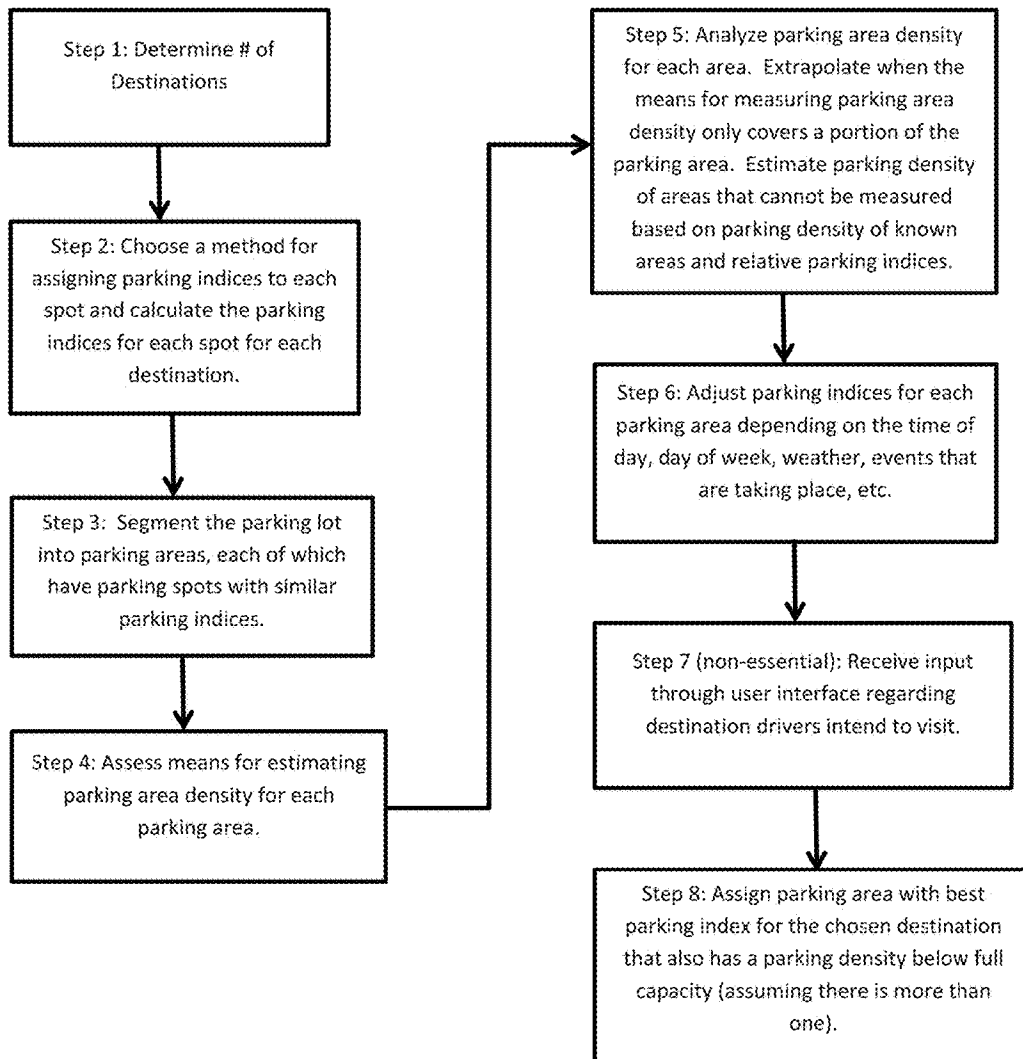 Step 1: Determine # of
Destinations
Step 2: Choose a method for
assigning parking indices to each
spot and calculate the parking
indices for each spot for each
destination.
Step 3:  Segment the parking lot
into parking areas, each of which
have parking spots with similar
parking indices.
Step 4: Assess means for estimating
parking area density for each
parking area.
Step 5: Analyze parking area density
for each area.  Extrapolate when the
means for measuring parking area
density only covers a portion of the
parking area.  Estimate parking density
of areas that cannot be measured
based on parking density of known
areas and relative parking indices.
Step 6: Adjust parking indices for each
parking area depending on the time of
day, day of week, weather, events that
are taking place, etc.
Step 7 (non-essential): Receive input
through user interface regarding
destination drivers intend to visit.
Step 8: Assign parking area with best
parking index for the chosen destination
that also has a parking density below full
capacity (assuming there is more than
one).